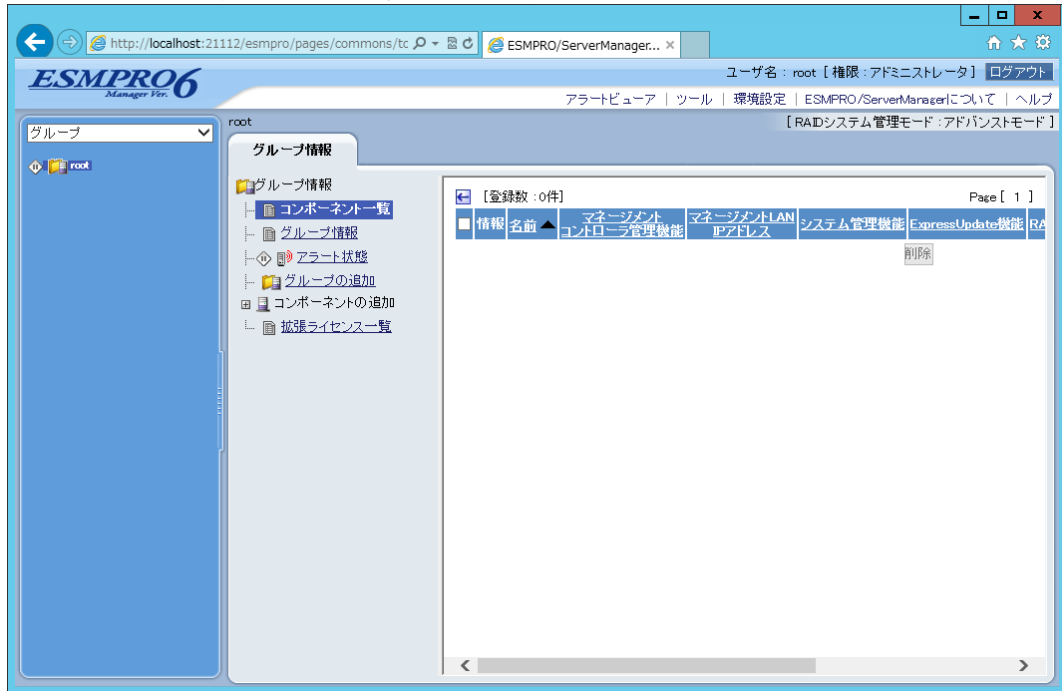 http://localhost:21112/esmpro/pages/commons/tc
ESMPRO/ServerManager...
ESMPRO6
Manager Ver.
ユーザ名 : root [ 権限 : アドミニストレータ ] ログアウト
アラートビューア | ツール | 環境設定 | ESMPRO/ServerManagerについて | ヘルプ
グループ
root
root
[ RAIDシステム管理モード : アドバンストモード ]
グループ情報
グループ情報
コンポーネント一覧
グループ情報
アラート状態
グループの追加
コンポーネントの追加
拡張ライセンス一覧
[登録数 : 0件]
Page [ 1 ]
情報 名前 マネージメントコントローラ管理機能 マネージメントLAN IPアドレス システム管理機能 ExpressUpdate機能 RA
削除